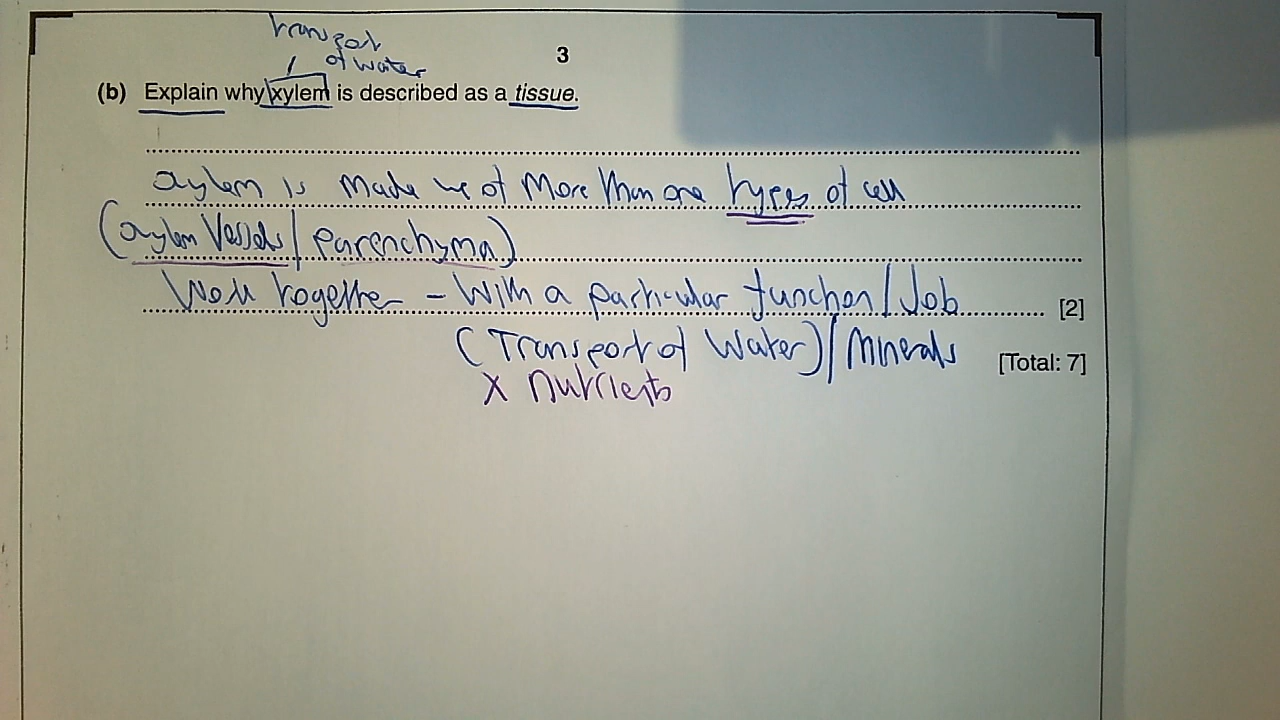 Transport
of water
3
(b) Explain why xylem is described as a tissue.
xylem is made up of more than one types of cell
(xylem vessels / parenchyma)
Work together - with a particular function / Job
[2]
(Transport of water) / minerals
[Total: 7]
X nutrients